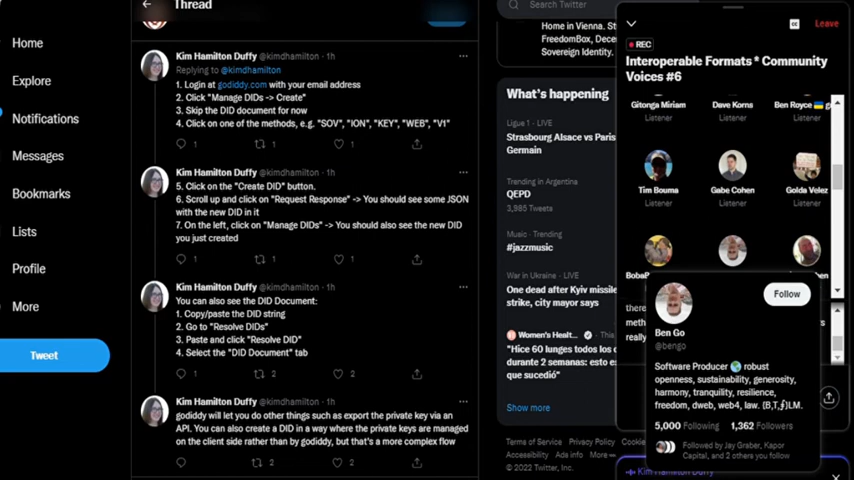 Home
Explore
Notifications
Messages
Bookmarks
Lists
Profile
More
Tweet
Thread
Kim Hamilton Duffy @kimdhamilton · 1h
Replying to @kimdhamilton
1. Login at godiddy.com with your email address
2. Click "Manage DIDs -> Create"
3. Skip the DID document for now
4. Click on one of the methods, e.g. "SOV", "ION", "KEY", "WEB", "V1"
1
1
1
Kim Hamilton Duffy @kimdhamilton · 1h
5. Click on the "Create DID" button.
6. Scroll up and click on "Request Response" -> You should see some JSON
with the new DID in it
7. On the left, click on "Manage DIDs" -> You should also see the new DID
you just created
1
1
1
Kim Hamilton Duffy @kimdhamilton · 1h
You can also see the DID Document:
1. Copy/paste the DID string
2. Go to "Resolve DIDs"
3. Paste and click "Resolve DID"
4. Select the "DID Document" tab
1
2
2
Kim Hamilton Duffy @kimdhamilton · 1h
godiddy will let you do other things such as export the private key via an
API. You can also create a DID in a way where the private keys are managed
on the client side rather than by godiddy, but that's a more complex flow
2
2
Search Twitter
Home in Vienna. St
FreedomBox, Dece
Sovereign Identity.
What's happening
Ligue 1 · LIVE
Strasbourg Alsace vs Paris
Germain
Trending in Argentina
QEPD
3,985 Tweets
Music · Trending
#jazzmusic
War in Ukraine · LIVE
One dead after Kyiv missile
strike, city mayor says
Women's Healt... · This
"Hice 60 lunges todos los
durante 2 semanas: esto es
que sucedió"
Show more
Terms of Service Privacy Policy Cookie
Accessibility Ads info More
© 2022 Twitter, Inc.
Leave
REC
Interoperable Formats * Community
Voices #6
Gitonga Miriam
Listener
Dave Korns
Listener
Ben Royce
Listener
Tim Bouma
Listener
Gabe Cohen
Listener
Golda Velez
Listener
Follow
Ben Go
@bengo
Software Producer 🌎 robust
openness, sustainability, generosity,
harmony, tranquility, resilience,
freedom, dweb, web4, law. (B,T,∮)LM.
5,000 Following 1,362 Followers
Followed by Jay Graber, Kapor
Capital, and 2 others you follow
Kim Hamilton Duffy